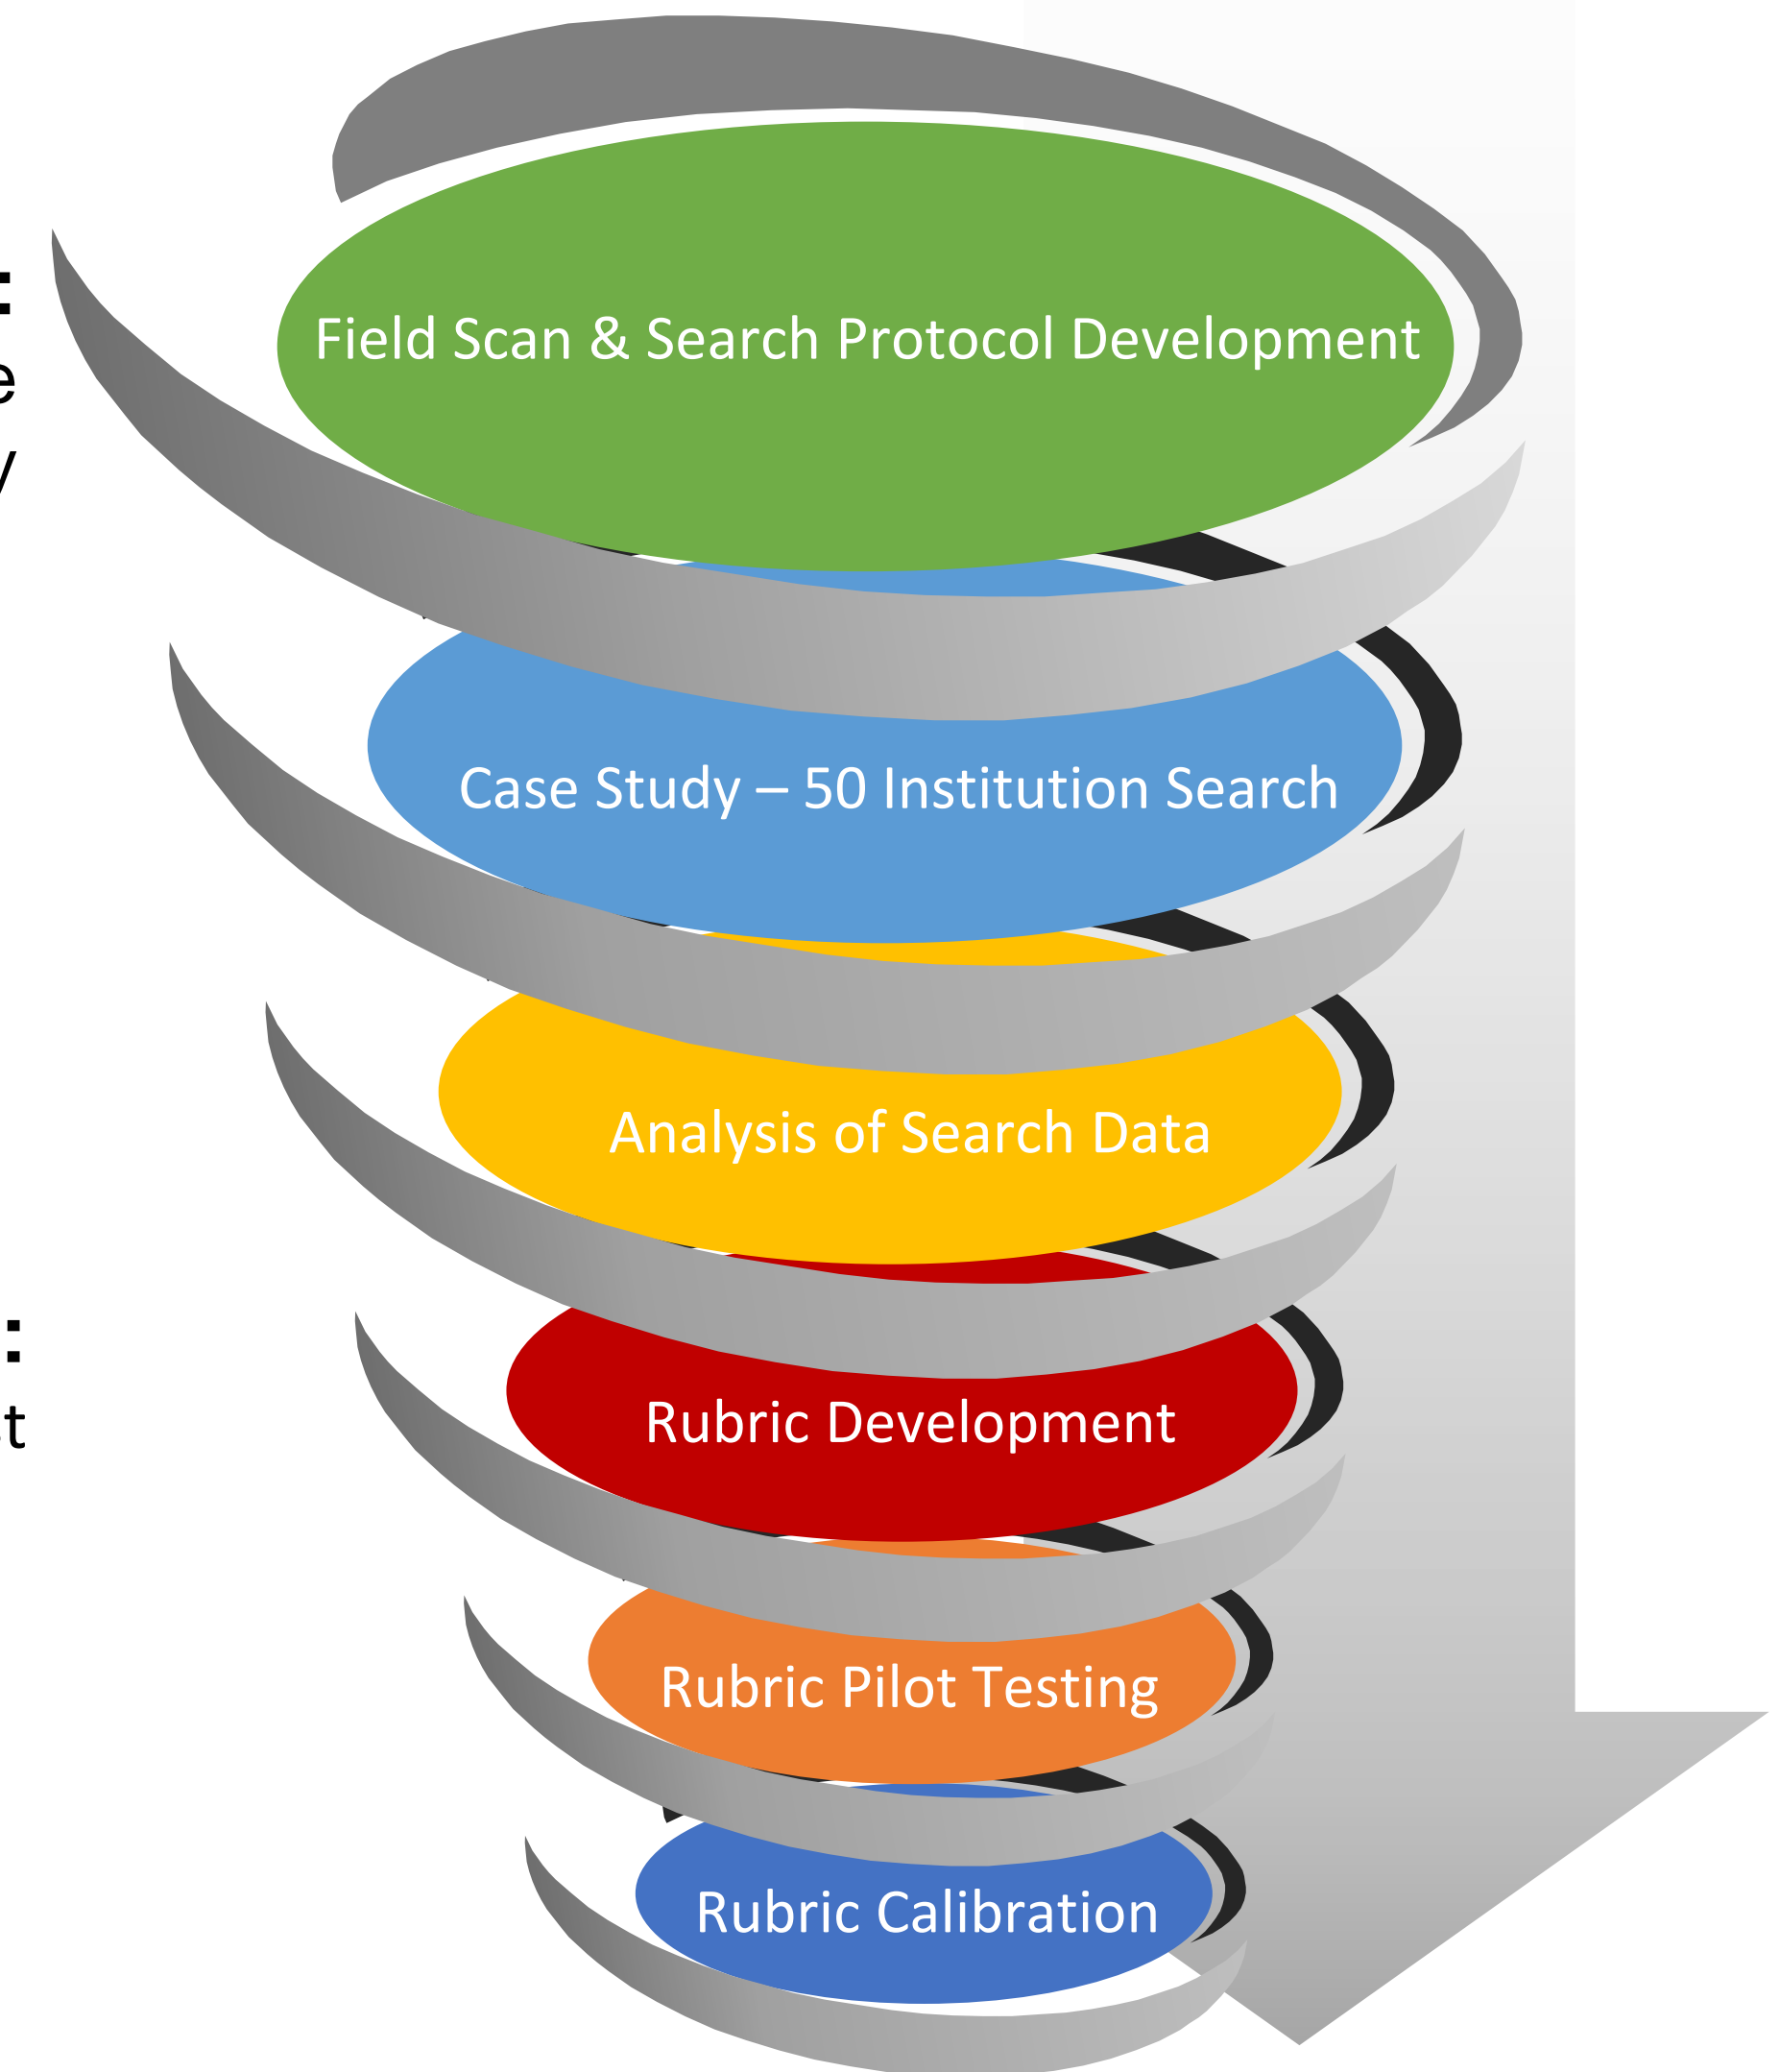 Field Scan & Search Protocol Development
Case Study – 50 Institution Search
Analysis of Search Data
Rubric Development
Rubric Pilot Testing
Rubric Calibration